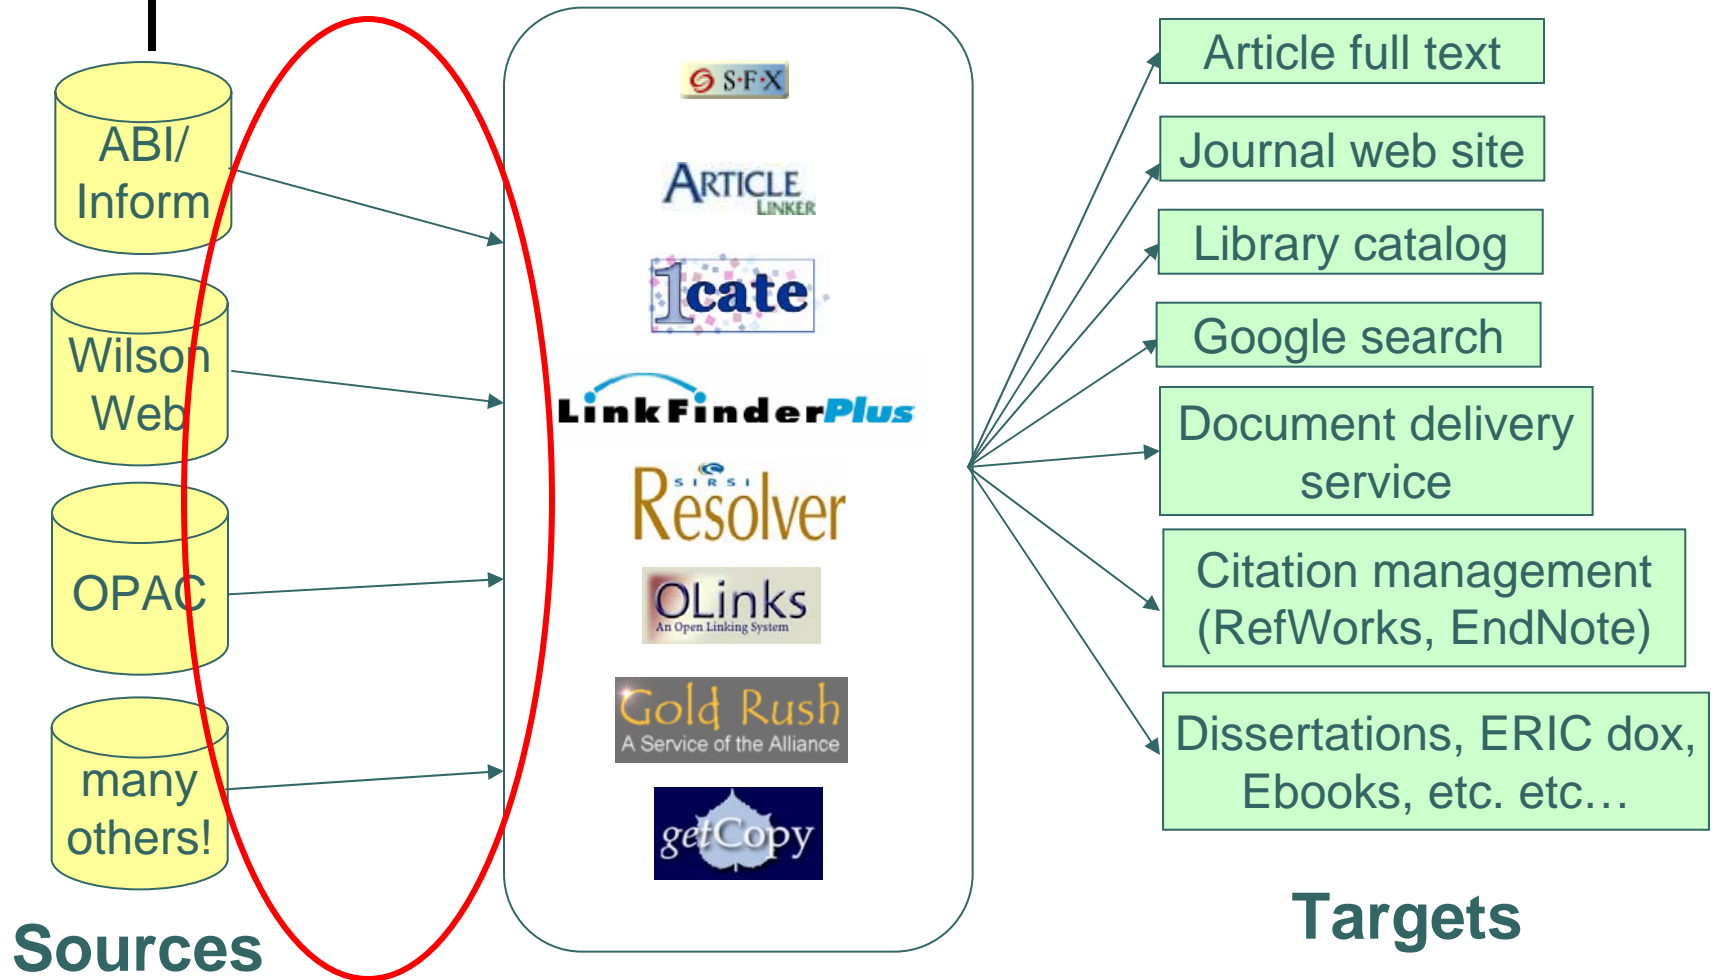 ABI/
Inform
Wilson
Web
OPAC
many
others!
Sources
S·F·X
ARTICLE
LINKER
1cate
LinkFinderPlus
SIRSI
Resolver
OLinks
An Open Linking System
Gold Rush
A Service of the Alliance
getCopy
Article full text
Journal web site
Library catalog
Google search
Document delivery
service
Citation management
(RefWorks, EndNote)
Dissertations, ERIC dox,
Ebooks, etc. etc…
Targets